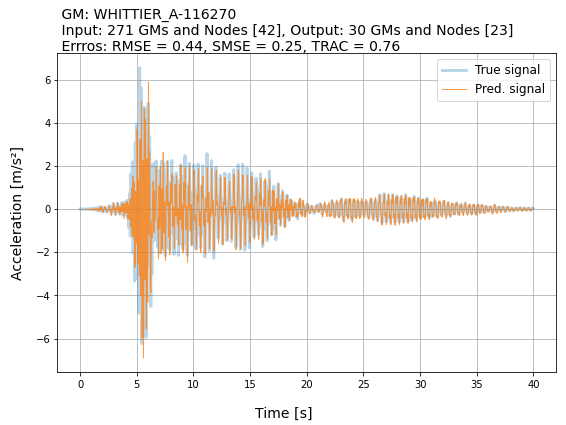 GM: WHITTIER_A-116270
Input: 271 GMs and Nodes [42], Output: 30 GMs and Nodes [23]
Errros: RMSE = 0.44, SMSE = 0.25, TRAC = 0.76
True signal
Pred. signal
Acceleration [m/s²]
6
4
2
0
−2
−4
−6
0 5 10 15 20 25 30 35 40
Time [s]